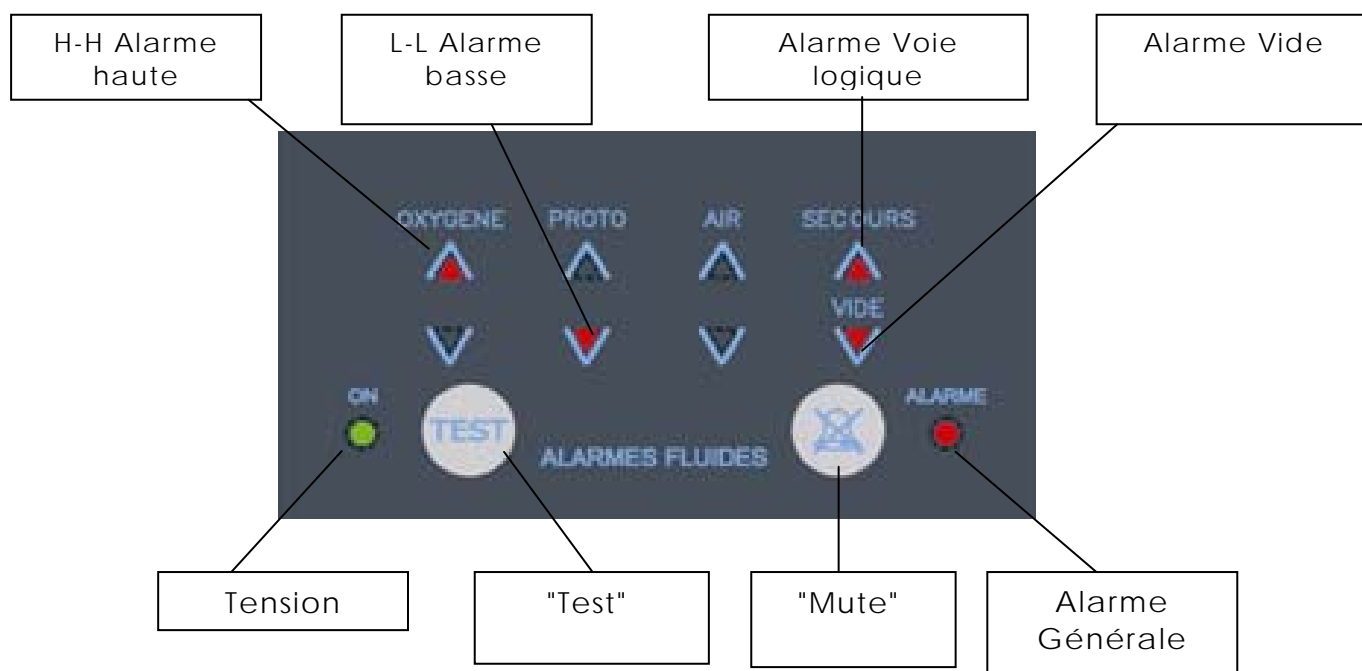 H-H Alarme
haute
L-L Alarme
basse
Alarme Voie
logique
Alarme Vide
OXYGENE PROTO AIR SECOURS
VIDE
ON
TEST
ALARMES FLUIDES
ALARME
Tension
"Test"
"Mute"
Alarme
Générale